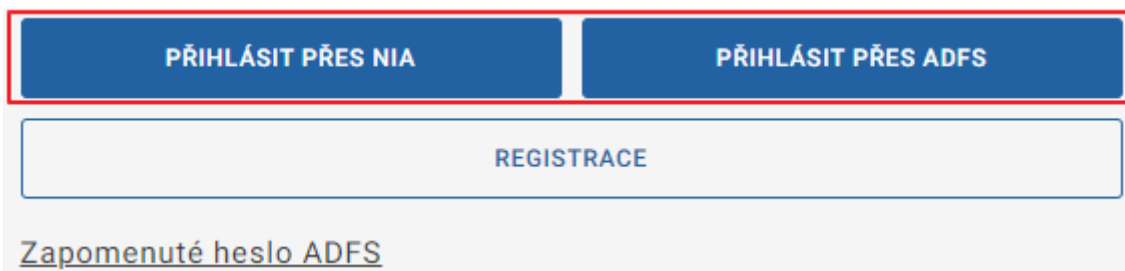 PŘIHLÁSIT PŘES NIA
PŘIHLÁSIT PŘES ADFS
REGISTRACE
Zapomenuté heslo ADFS